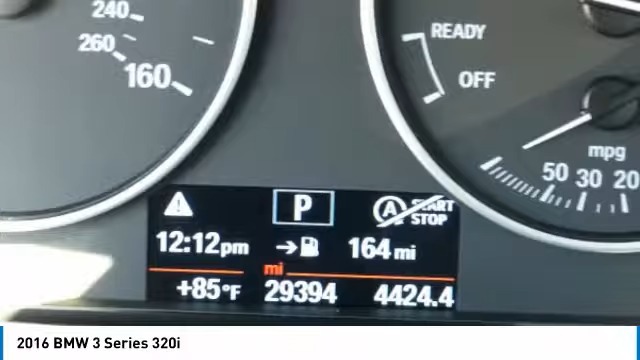 240
260
160
READY
OFF
mpg
50 30 20
P
A START STOP
12:12pm 164 mi
mi
+85°F 29394 4424.4
2016 BMW 3 Series 320i